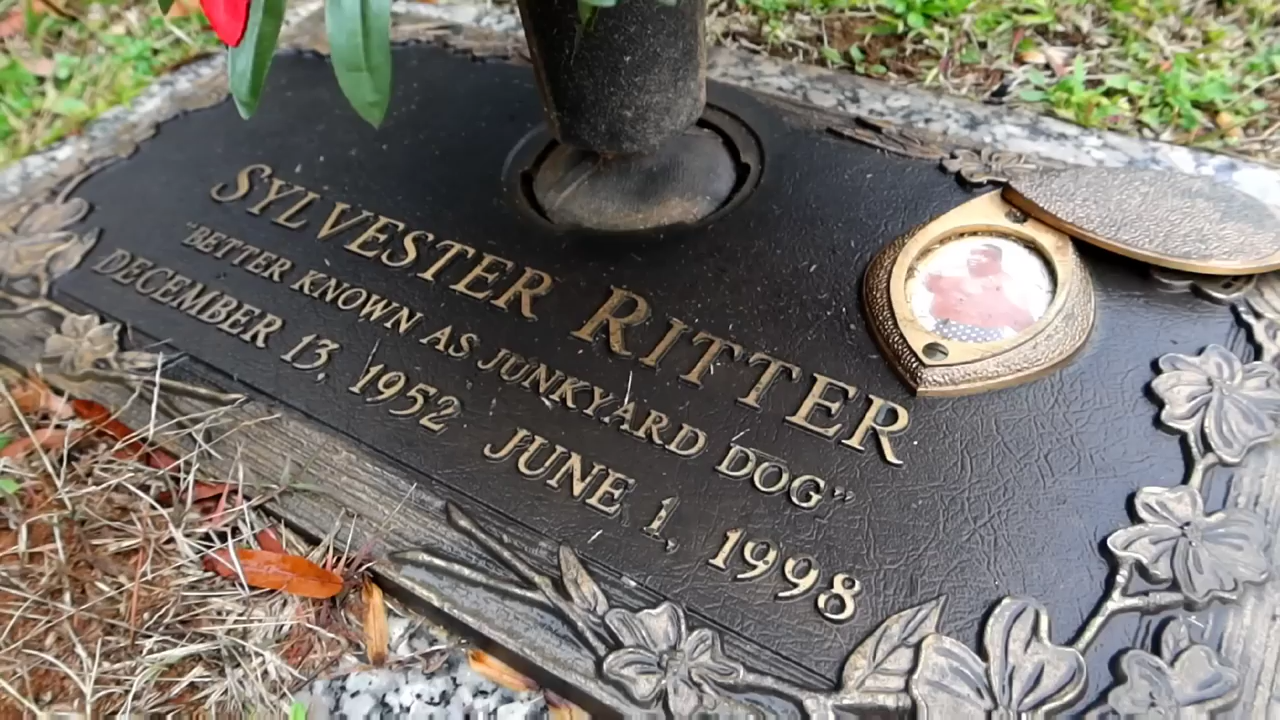 SYLVESTER RITTER
"BETTER KNOWN AS JUNKYARD DOG"
DECEMBER 13, 1952 JUNE 1, 1998